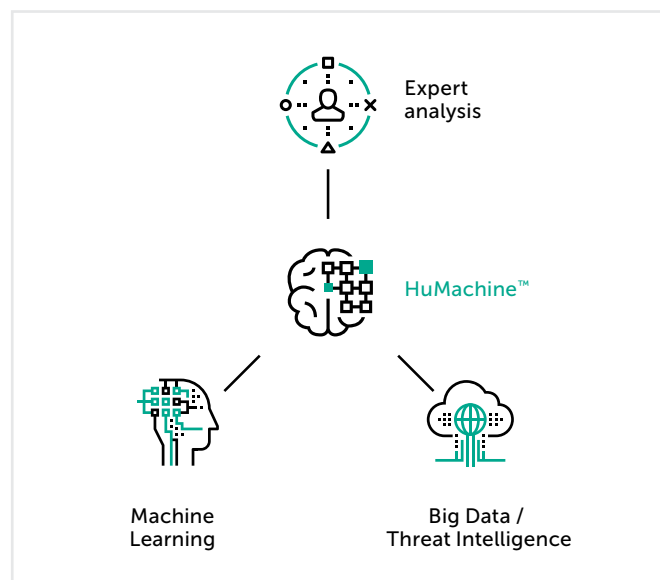 Expert
analysis
HuMachine™
Machine
Learning
Big Data /
Threat Intelligence